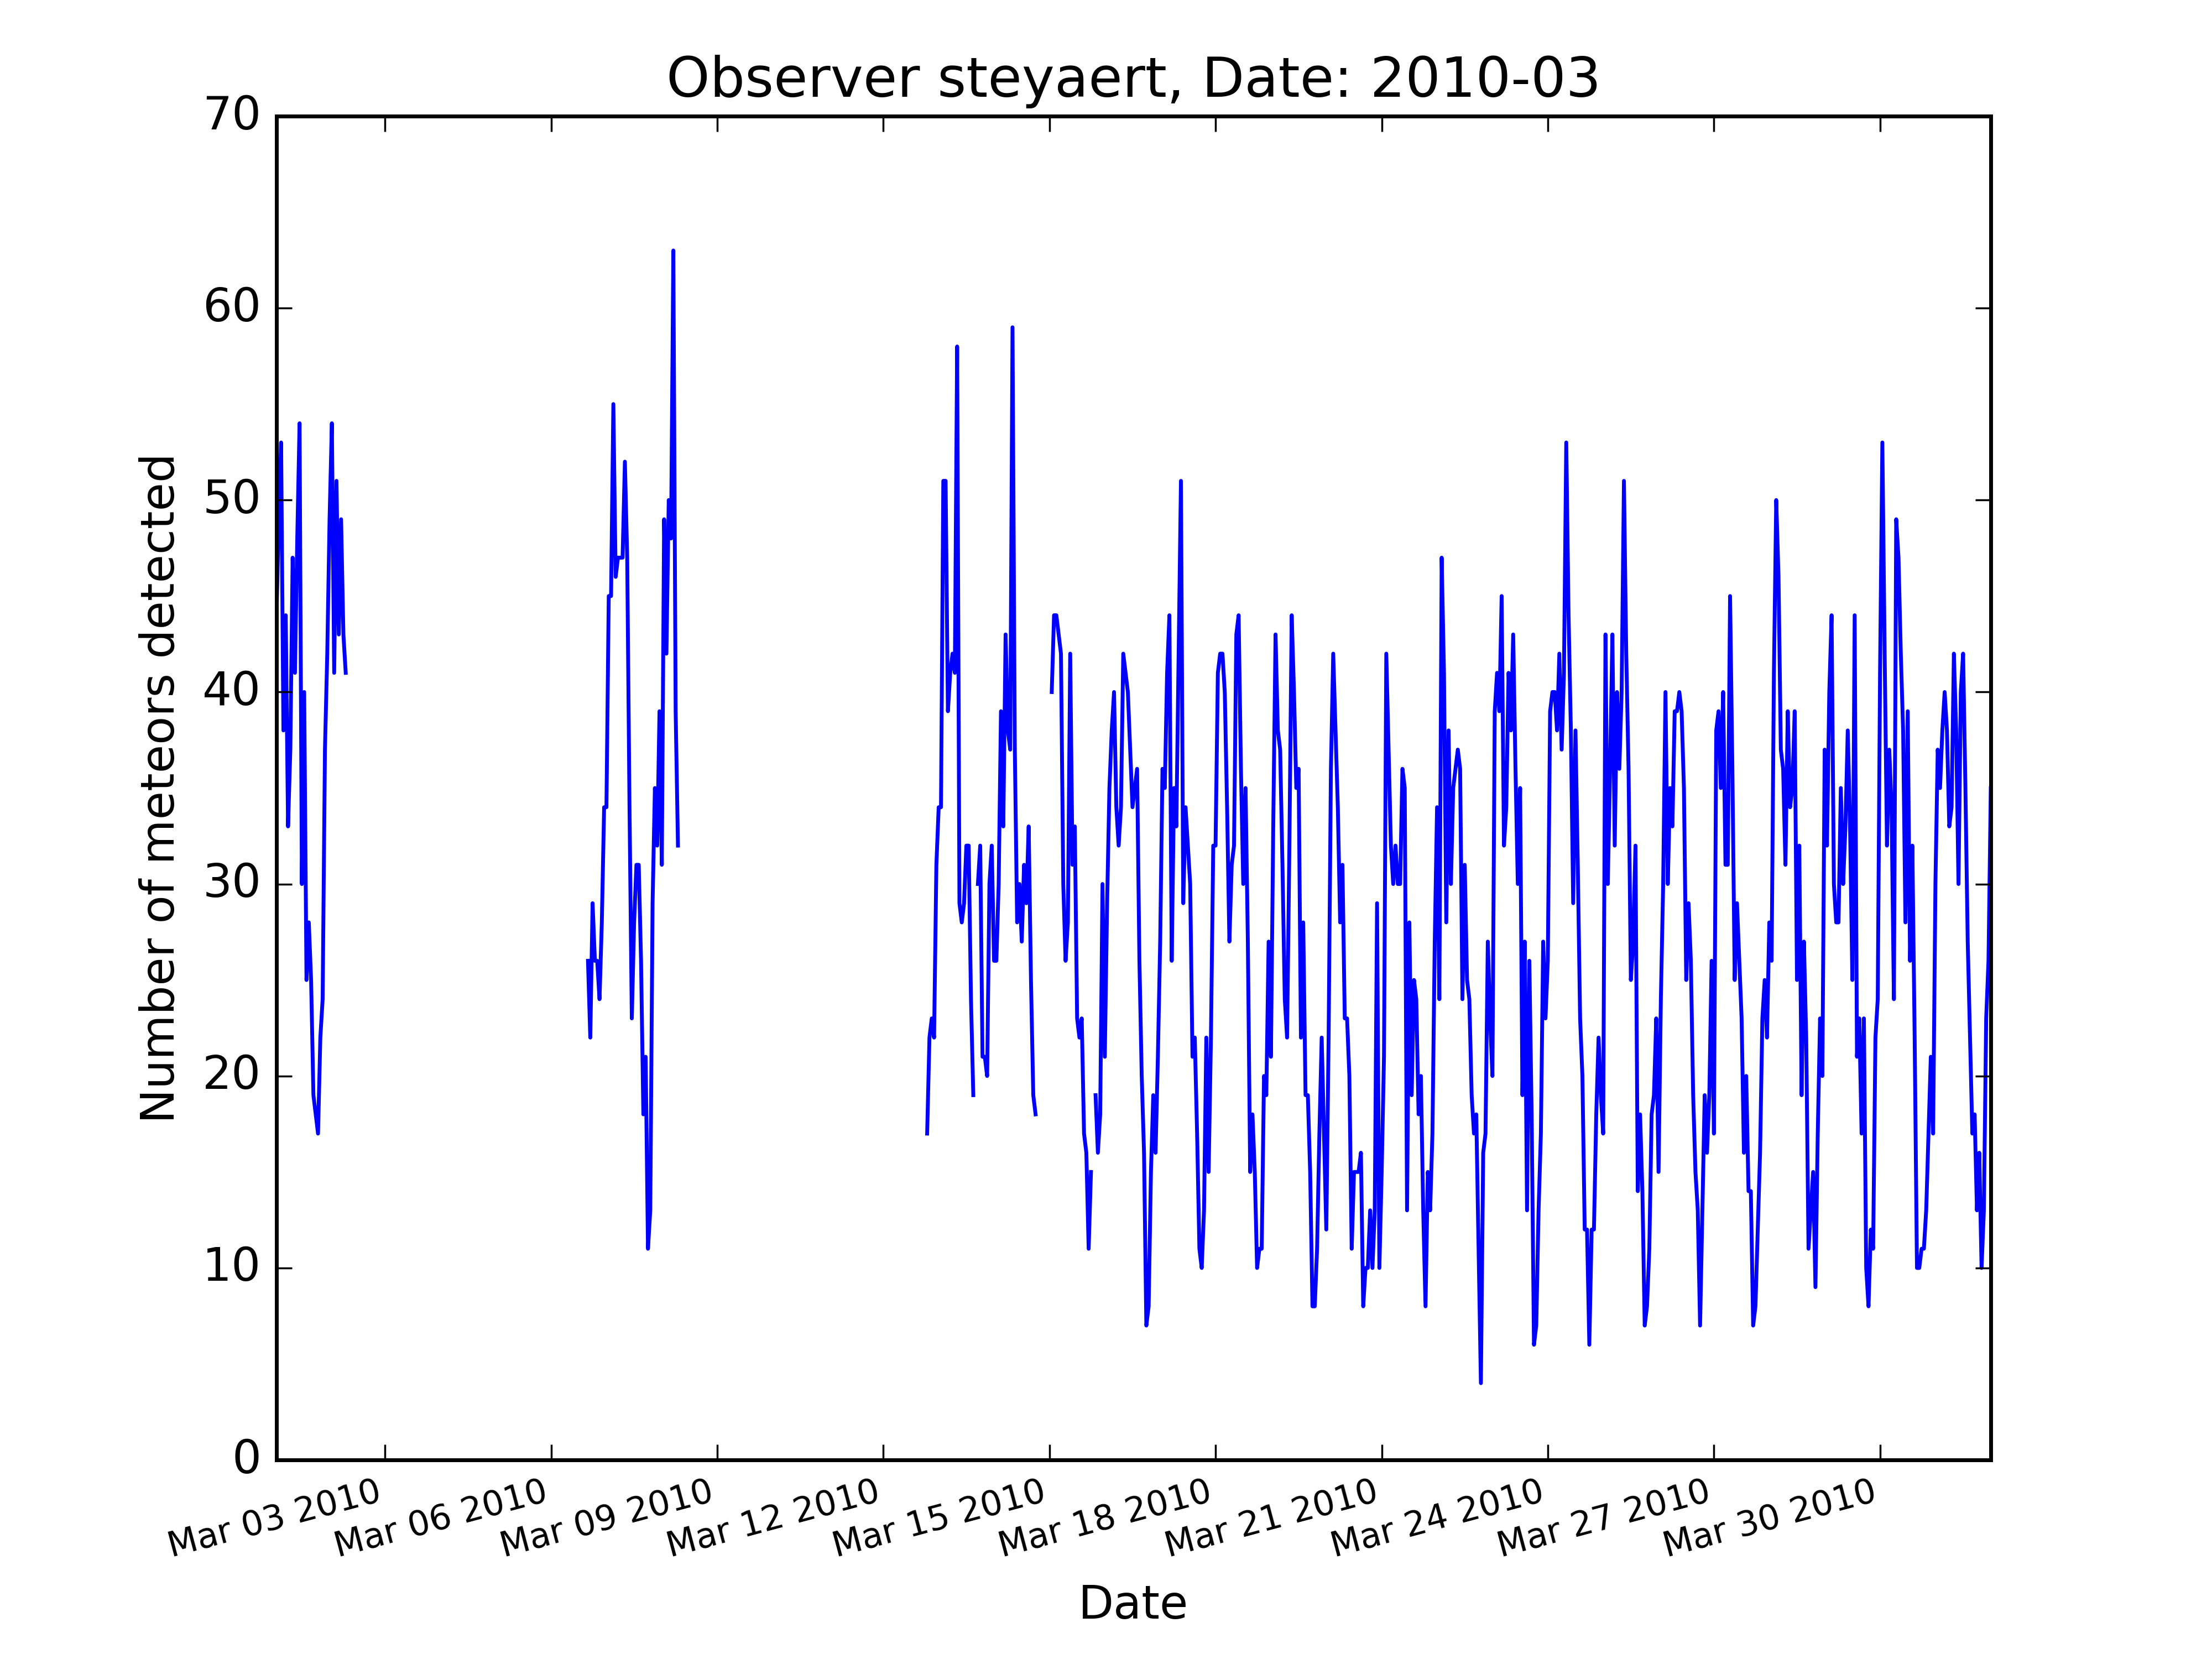 Observer steyaert, Date: 2010-03
Number of meteors detected
70
60
50
40
30
20
10
0
Mar 03 2010
Mar 06 2010
Mar 09 2010
Mar 12 2010
Mar 15 2010
Mar 18 2010
Mar 21 2010
Mar 24 2010
Mar 27 2010
Mar 30 2010
Date